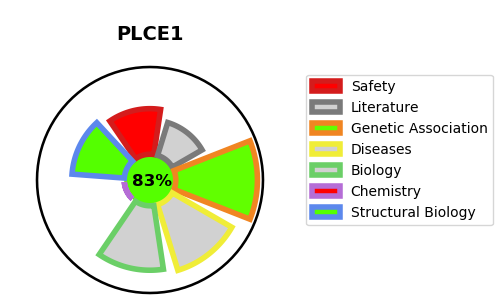 PLCE1
83%
Safety
Literature
Genetic Association
Diseases
Biology
Chemistry
Structural Biology